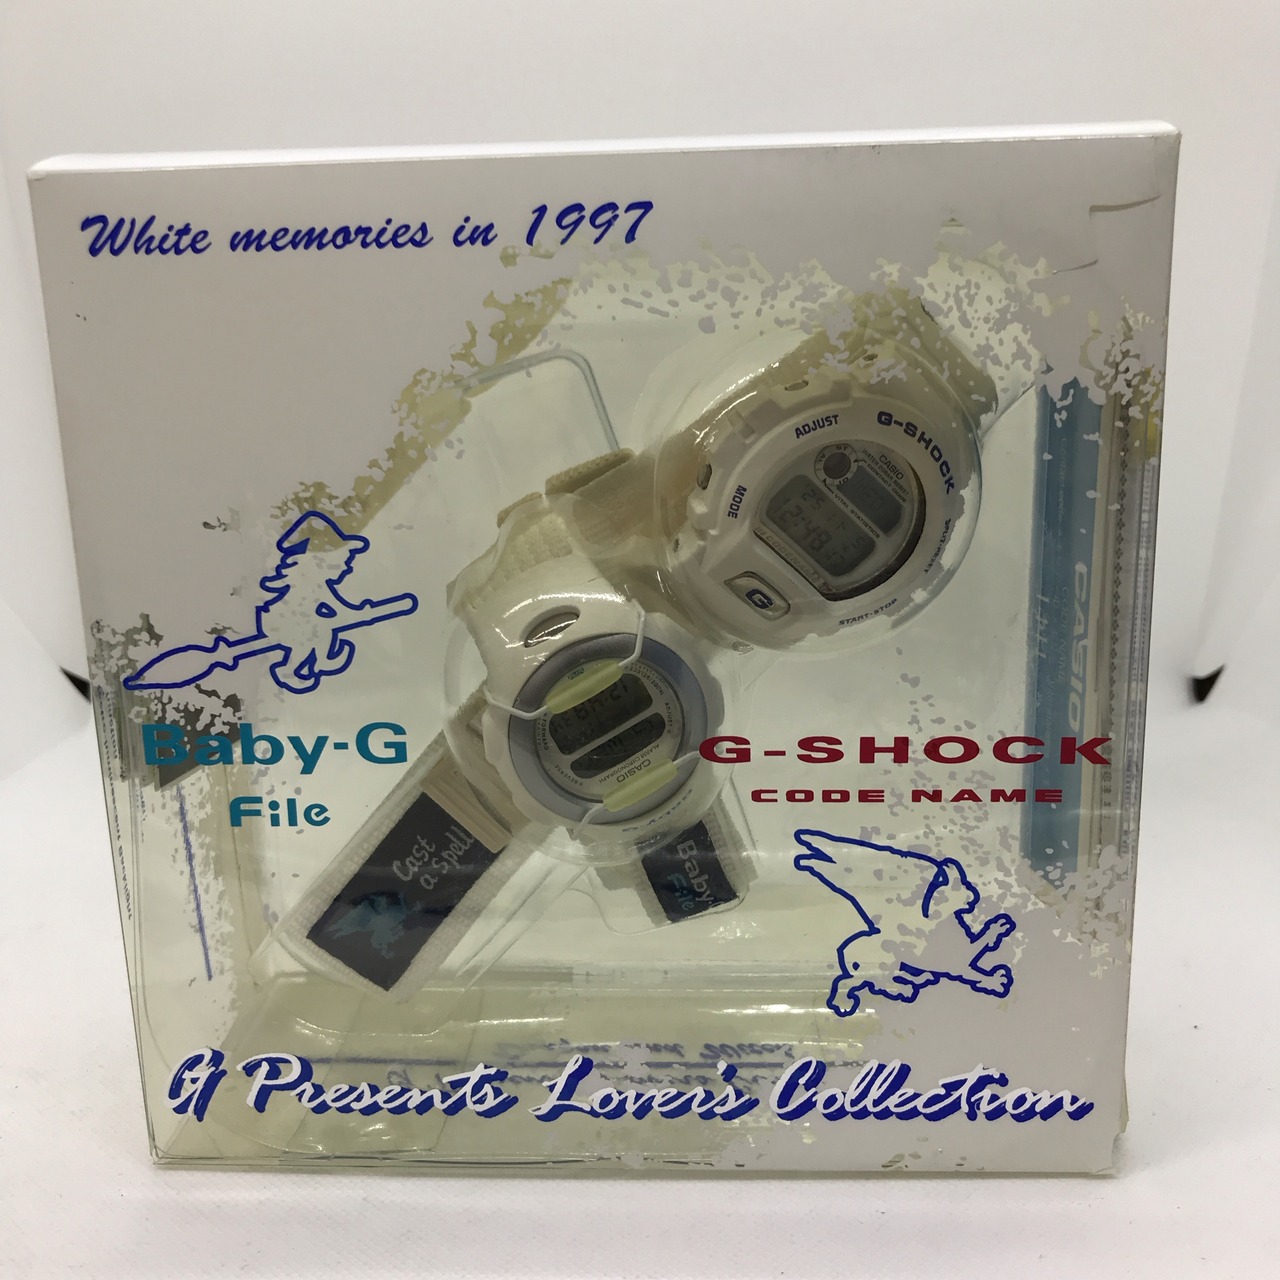 White memories in 1997
ADJUST
G-SHOCK
MODE
CASIO
G
START·STOP
Baby-G
File
G-SHOCK
CODE NAME
CASIO
CASIO
Cast
a Spell
Baby
File
G Presents Lover's Collection